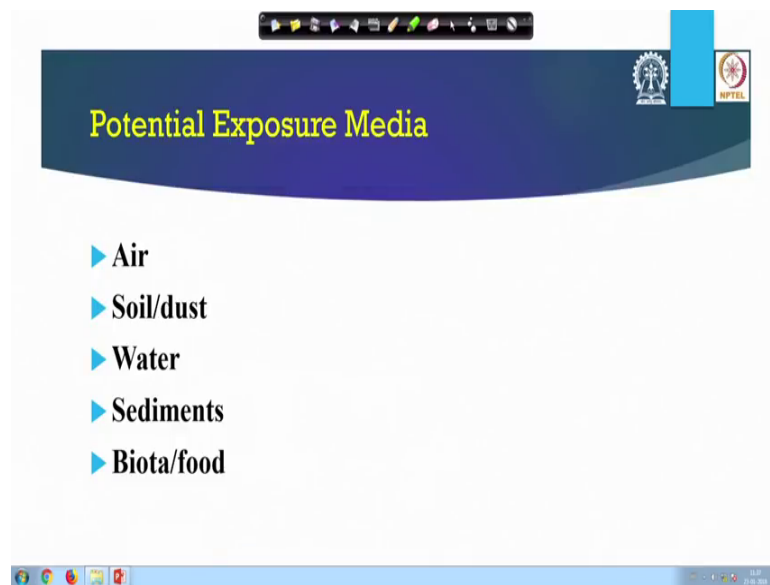 NPTEL
Potential Exposure Media
Air
Soil/dust
Water
Sediments
Biota/food